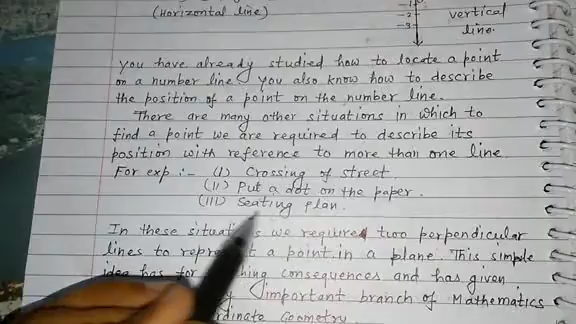 (Horizontal line)
-1
-2
-3
vertical
line.
You have already studied how to locate a point
on a number line you also know how to describe
the position of a point on the number line.
There are many other situations in which to
find a point we are required to describe its
position with reference to more than one line.
For exp :- (I) Crossing of street.
(II) Put a dot on the paper.
(III) Seating plan.
In these we require two perpendicular
lines to a point in a plane. This simple
idea has consequences and has given
important branch of Mathematics
Geometry